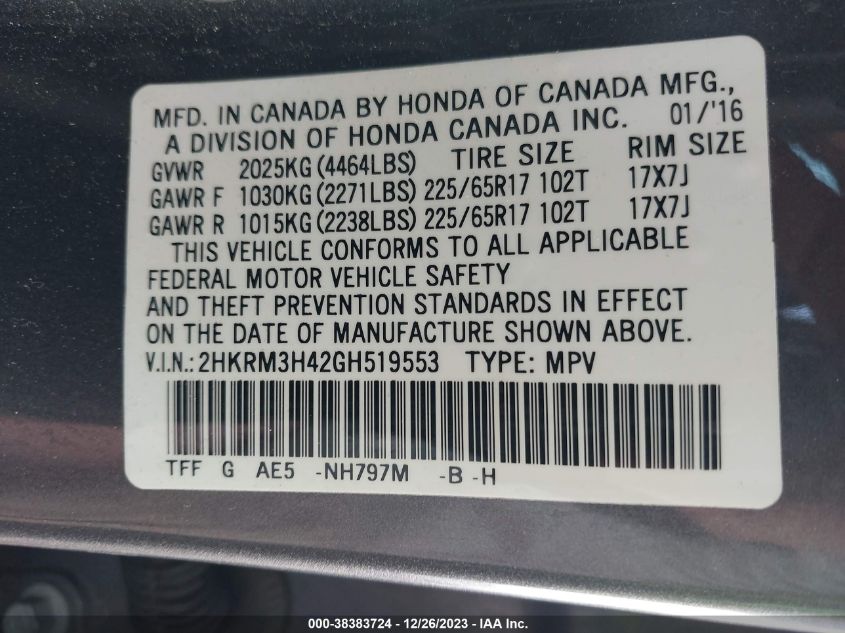 MFD. IN CANADA BY HONDA OF CANADA MFG.,
A DIVISION OF HONDA CANADA INC. 01/'16
GVWR 2025KG (4464LBS) TIRE SIZE RIM SIZE
GAWR F 1030KG (2271LBS) 225/65R17 102T 17X7J
GAWR R 1015KG (2238LBS) 225/65R17 102T 17X7J
THIS VEHICLE CONFORMS TO ALL APPLICABLE
FEDERAL MOTOR VEHICLE SAFETY
AND THEFT PREVENTION STANDARDS IN EFFECT
ON THE DATE OF MANUFACTURE SHOWN ABOVE.
V.I.N.: 2HKRM3H42GH519553 TYPE: MPV
TFF G AE5 -NH797M -B -H
000-38383724 - 12/26/2023 - IAA Inc.